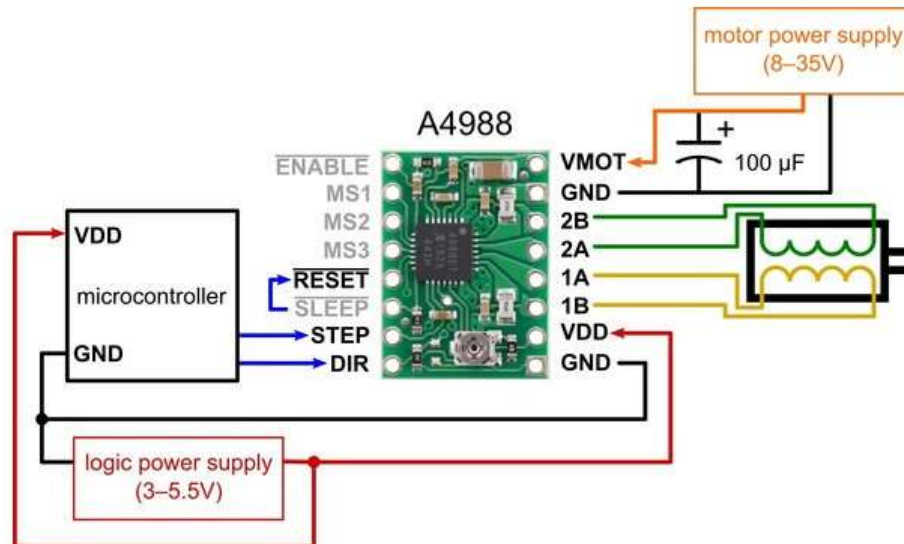 motor power supply
(8–35V)
A4988
ENABLE
MS1
MS2
MS3
RESET
SLEEP
STEP
DIR
VMOT
GND
2B
2A
1A
1B
VDD
GND
+
100 µF
VDD
microcontroller
GND
logic power supply
(3–5.5V)